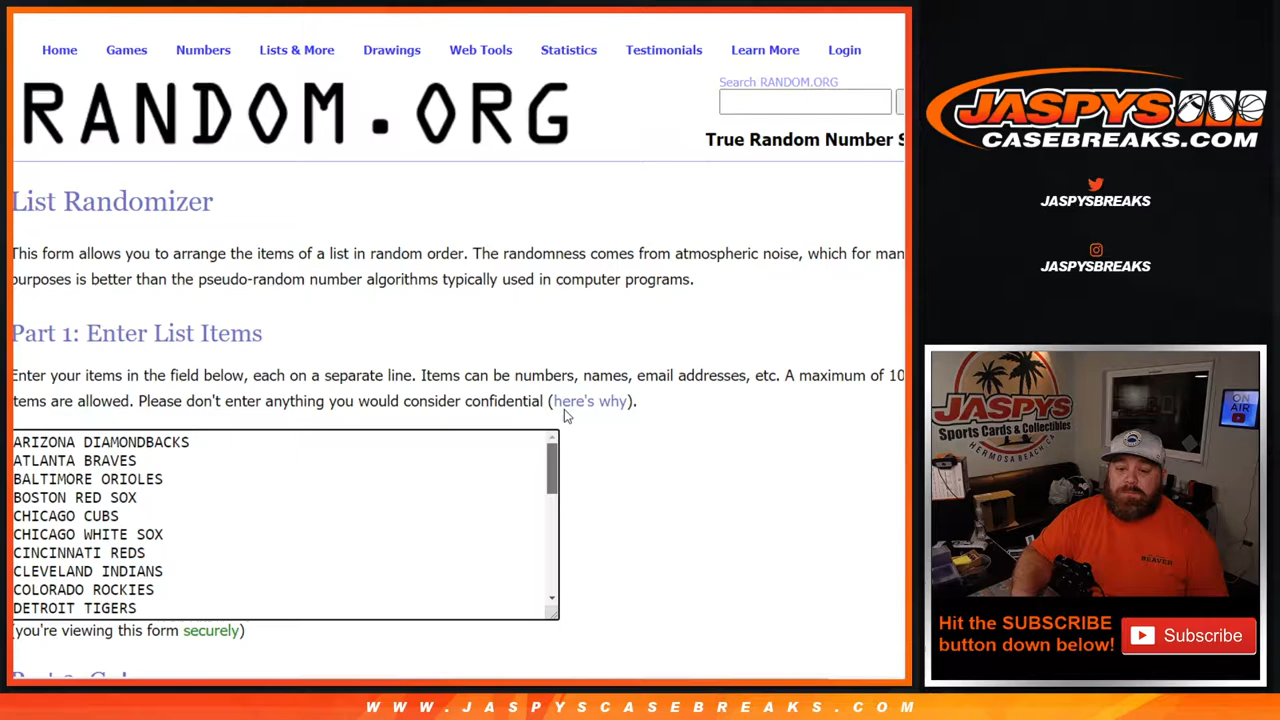 Home Games Numbers Lists & More Drawings Web Tools Statistics Testimonials Learn More Login
RANDOM.ORG
Search RANDOM.ORG
True Random Number S
List Randomizer
This form allows you to arrange the items of a list in random order. The randomness comes from atmospheric noise, which for man
purposes is better than the pseudo-random number algorithms typically used in computer programs.
Part 1: Enter List Items
Enter your items in the field below, each on a separate line. Items can be numbers, names, email addresses, etc. A maximum of 10
items are allowed. Please don't enter anything you would consider confidential (here's why).
ARIZONA DIAMONDBACKS
ATLANTA BRAVES
BALTIMORE ORIOLES
BOSTON RED SOX
CHICAGO CUBS
CHICAGO WHITE SOX
CINCINNATI REDS
CLEVELAND INDIANS
COLORADO ROCKIES
DETROIT TIGERS
(you're viewing this form securely)
JASPYS
CASEBREAKS.COM
JASPYSBREAKS
JASPYSBREAKS
JASPYS
Sports Cards & Collectibles
HERMOSA BEACH CA
ON
AIR
BEAVER
Hit the SUBSCRIBE
button down below!
Subscribe
WWW.JASPYSCASEBREAKS.COM